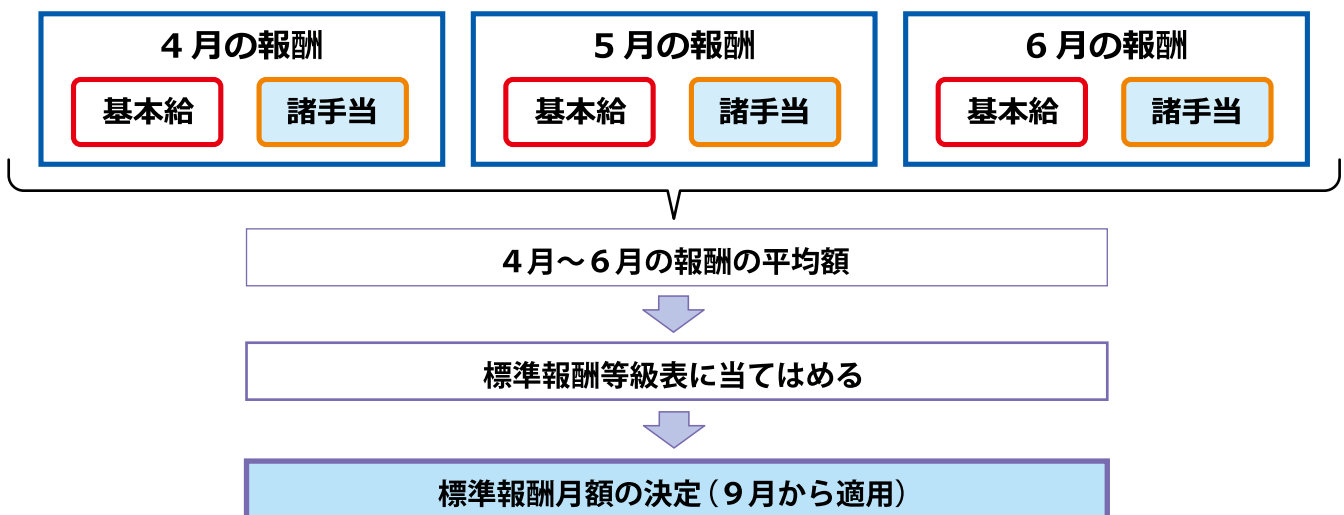 4月の報酬
基本給 諸手当
5月の報酬
基本給 諸手当
6月の報酬
基本給 諸手当
4月～6月の報酬の平均額
標準報酬等級表に当てはめる
標準報酬月額の決定（9月から適用）